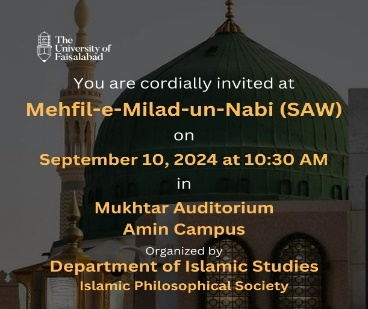 The
University of
Faisalabad
You are cordially invited at
Mehfil-e-Milad-un-Nabi (SAW)
on
September 10, 2024 at 10:30 AM
in
Mukhtar Auditorium
Amin Campus
Organized by
Department of Islamic Studies
Islamic Philosophical Society